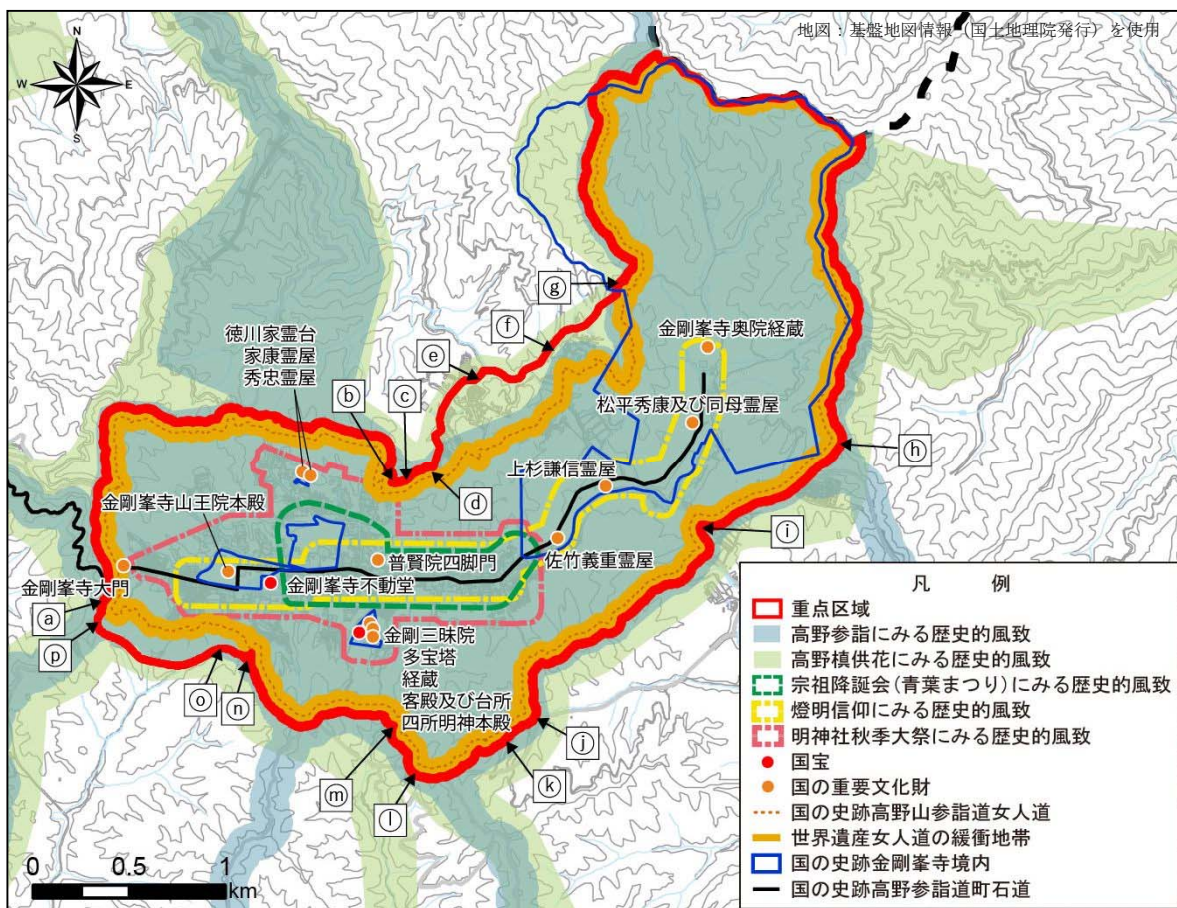 地図：基盤地図情報（国土地理院発行）を使用
N
W
E
S
徳川家霊台
家康霊屋
秀忠霊屋
金剛峯寺奥院経蔵
松平秀康及び同母霊屋
上杉謙信霊屋
金剛峯寺山王院本殿
普賢院四脚門
佐竹義重霊屋
金剛峯寺大門
金剛峯寺不動堂
金剛三昧院
多宝塔
経蔵
客殿及び台所
四所明神本殿
ⓐ
ⓑ
ⓒ
ⓓ
ⓔ
ⓕ
ⓖ
ⓗ
ⓘ
ⓙ
ⓚ
ⓛ
ⓜ
ⓝ
ⓞ
ⓟ
凡　例
重点区域
高野参詣にみる歴史的風致
高野槙供花にみる歴史的風致
宗祖降誕会（青葉まつり）にみる歴史的風致
燈明信仰にみる歴史的風致
明神社秋季大祭にみる歴史的風致
国宝
国の重要文化財
国の史跡高野山参詣道女人道
世界遺産女人道の緩衝地帯
国の史跡金剛峯寺境内
国の史跡高野参詣道町石道
0 0.5 1
km